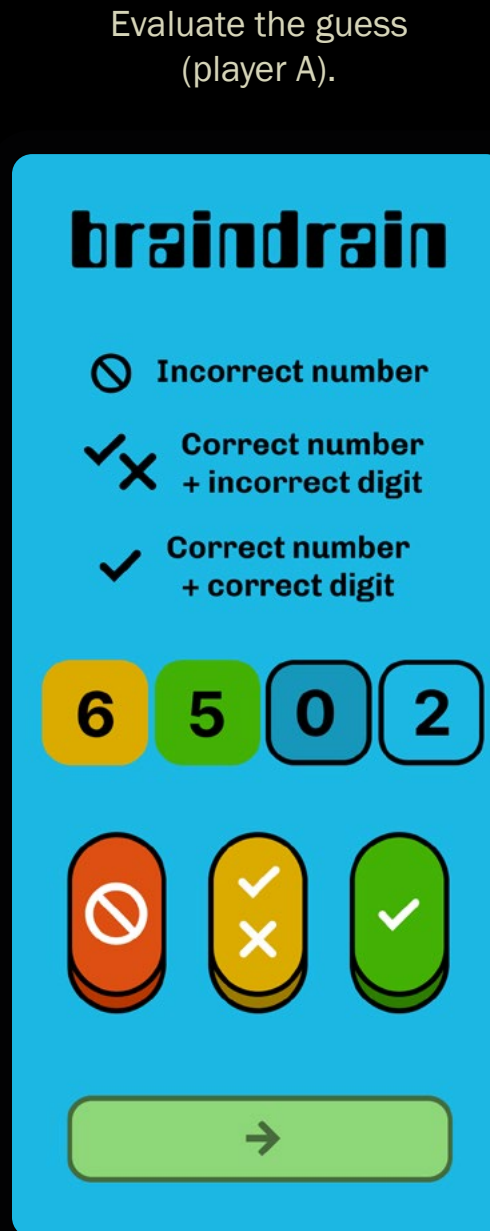 Evaluate the guess
(player A).
braindrain
Incorrect number
Correct number
+ incorrect digit
Correct number
+ correct digit
6 5 0 2